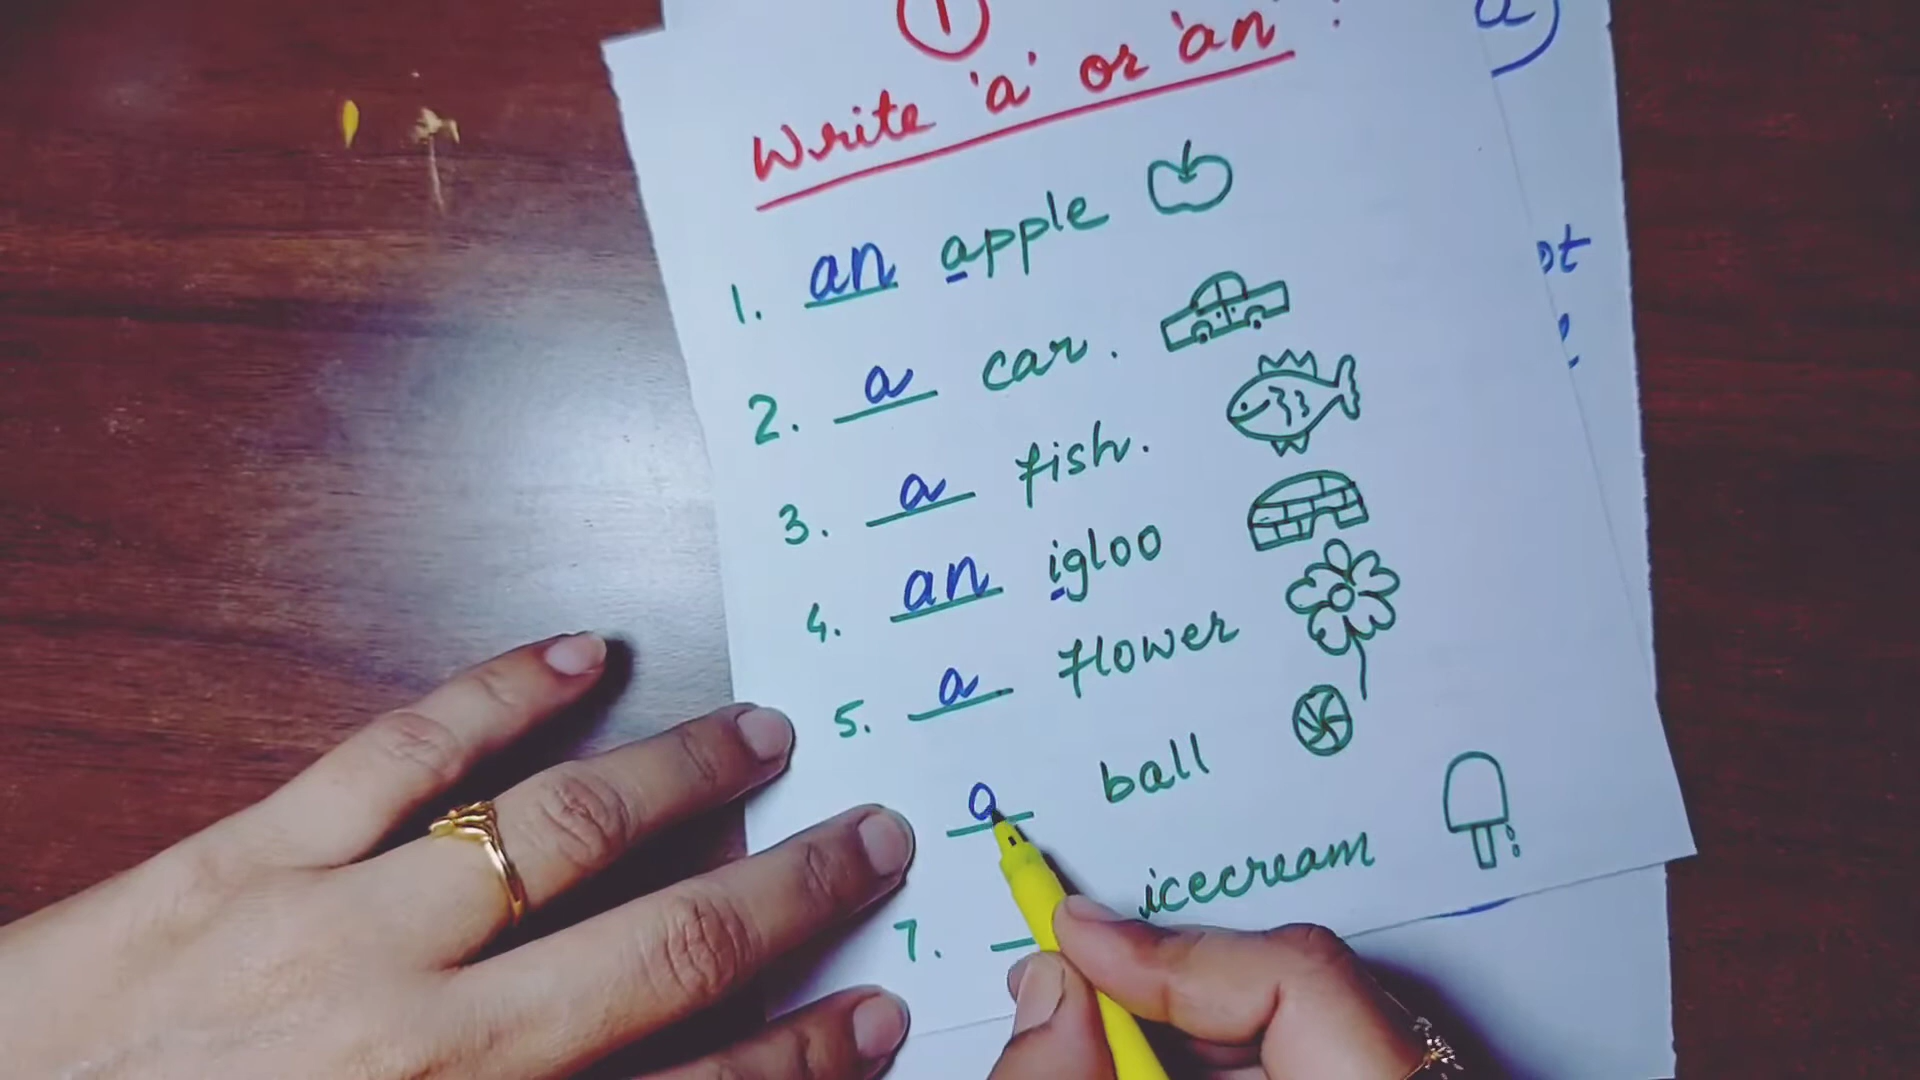 1
Write 'a' or 'an' :
1. an apple
2. a car.
3. a fish.
4. an igloo
5. a flower
a ball
7. icecream